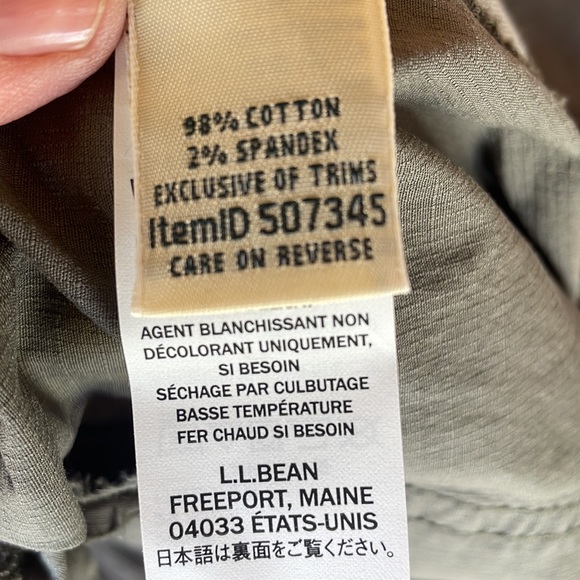 98% COTTON
2% SPANDEX
EXCLUSIVE OF TRIMS
ItemID 507345
CARE ON REVERSE
AGENT BLANCHISSANT NON
DÉCOLORANT UNIQUEMENT,
SI BESOIN
SÉCHAGE PAR CULBUTAGE
BASSE TEMPÉRATURE
FER CHAUD SI BESOIN
L.L.BEAN
FREEPORT, MAINE
04033 ÉTATS-UNIS
日本語は裏面をご覧ください。